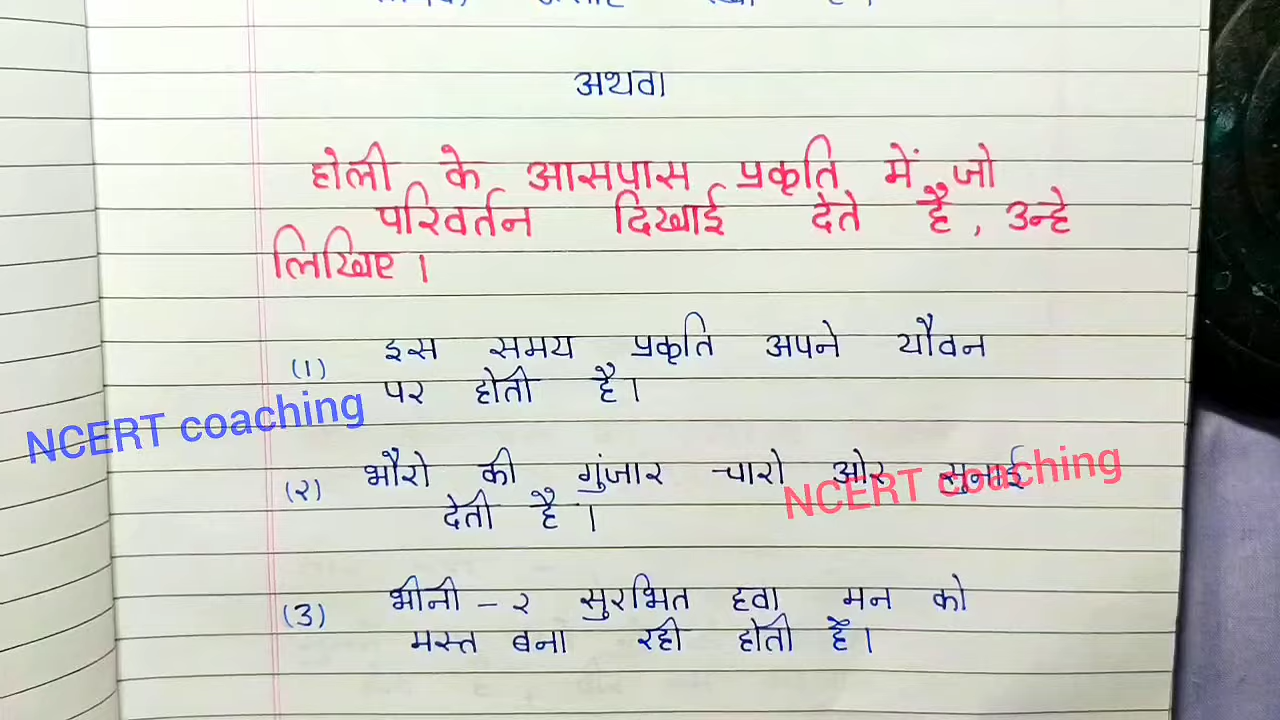 अथवा
होली के आसपास प्रकृति में जो
परिवर्तन दिखाई देते है, उन्हे
लिखिए।
(1) इस समय प्रकृति अपने यौवन
पर होती है।
NCERT coaching
(२) भौरो की गुंजार चारो ओर सुनाई
देती है।
NCERT coaching
(3) भीनी - २ सुरभित हवा मन को
मस्त बना रही होती है।